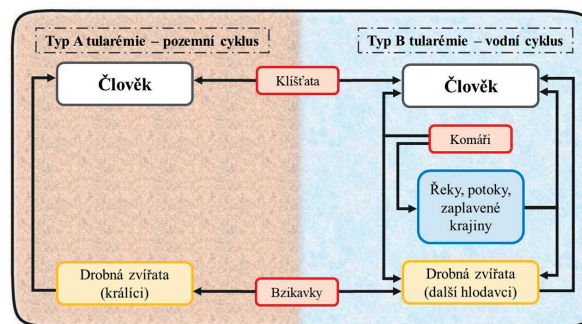 Typ A tularémie – pozemní cyklus
Typ B tularémie – vodní cyklus
Člověk
Klíšťata
Člověk
Komáři
Řeky, potoky,
zaplavené
krajiny
Drobná zvířata
(králíci)
Bzikavky
Drobná zvířata
(další hlodavci)